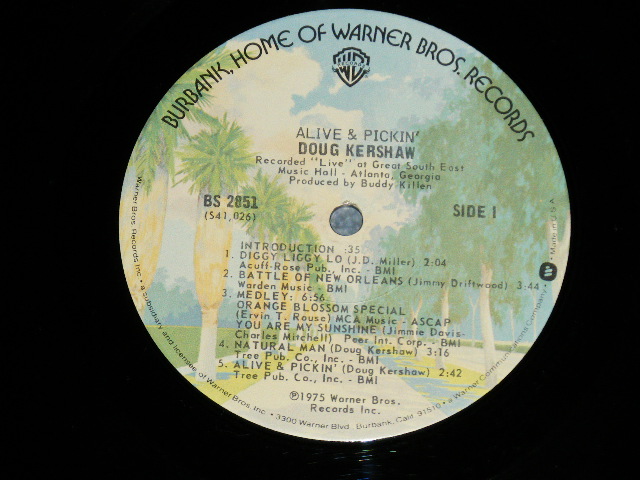 BURBANK, HOME OF WARNER BROS. RECORDS
ALIVE & PICKIN'
DOUG KERSHAW
Recorded "Live" at Great South East
Music Hall - Atlanta, Georgia
Produced by Buddy Killen
BS 2851
(S41,026)
SIDE 1
INTRODUCTION :35
1. DIGGY LIGGY LO (J.D. Miller) 2:04
Acuff-Rose Pub., Inc. - BMI
2. BATTLE OF NEW ORLEANS (Jimmy Driftwood) 3:44
Warden Music - BMI
3. MEDLEY: 6:56
ORANGE BLOSSOM SPECIAL
(Ervin T. Rouse) MCA Music - ASCAP
YOU ARE MY SUNSHINE (Jimmie Davis-
Charles Mitchell) Peer Int. Corp. - BMI
4. NATURAL MAN (Doug Kershaw) 3:16
Tree Pub. Co., Inc. - BMI
5. ALIVE & PICKIN' (Doug Kershaw) 2:42
Tree Pub. Co., Inc. - BMI
℗1975 Warner Bros.
Records Inc.
Warner Bros. Records Inc. • a subsidiary and licensee of Warner Bros. Inc. • 3300 Warner Blvd., Burbank, Calif. 91510 • a Warner Communications Company • Made in U.S.A.